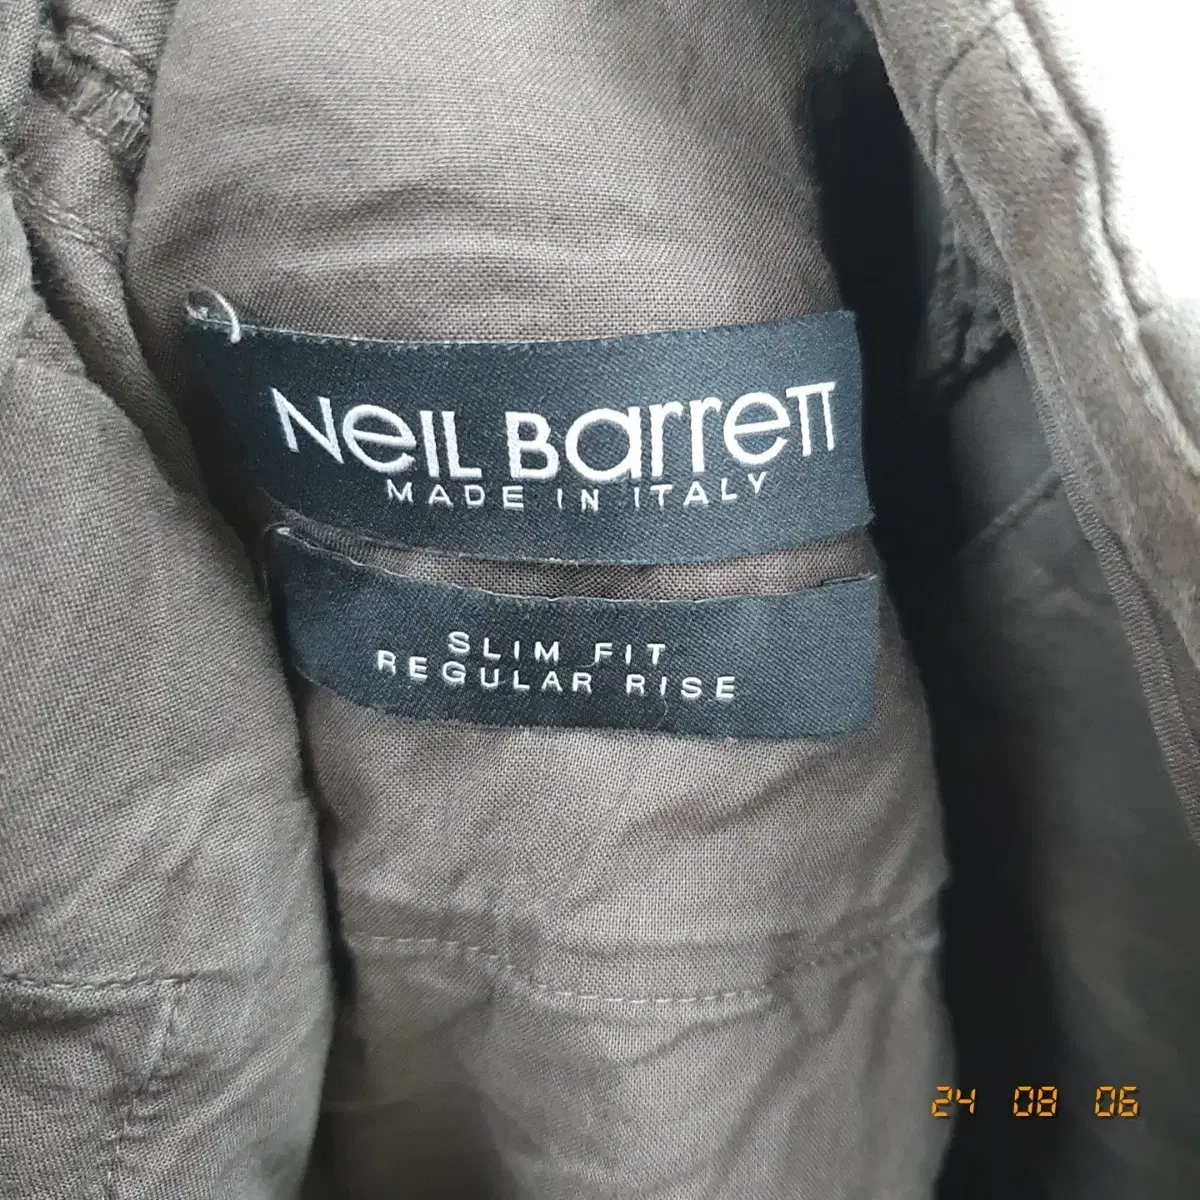 NeIL Barrett
MADE IN ITALY
SLIM FIT
REGULAR RISE
24 08 06